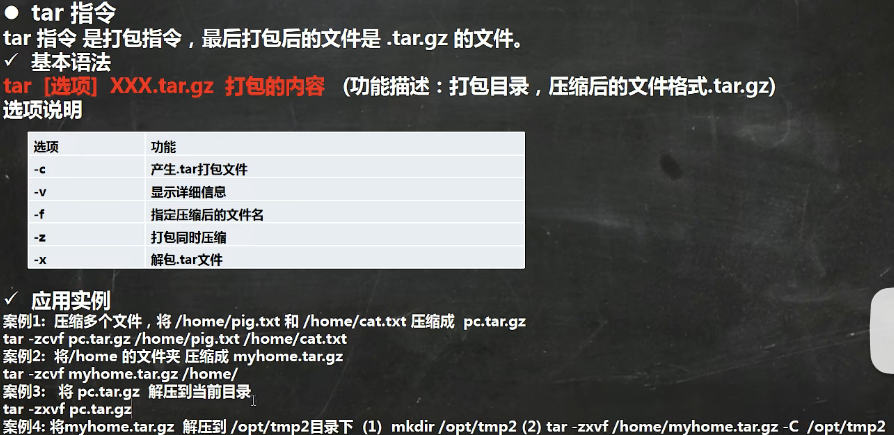 ● tar 指令
tar 指令 是打包指令，最后打包后的文件是 .tar.gz 的文件。
✓ 基本语法
tar [选项] XXX.tar.gz 打包的内容 (功能描述：打包目录，压缩后的文件格式.tar.gz)
选项说明
选项 功能
-c 产生.tar打包文件
-v 显示详细信息
-f 指定压缩后的文件名
-z 打包同时压缩
-x 解包.tar文件
✓ 应用实例
案例1: 压缩多个文件，将 /home/pig.txt 和 /home/cat.txt 压缩成 pc.tar.gz
tar -zcvf pc.tar.gz /home/pig.txt /home/cat.txt
案例2: 将/home 的文件夹 压缩成 myhome.tar.gz
tar -zcvf myhome.tar.gz /home/
案例3: 将 pc.tar.gz 解压到当前目录
tar -zxvf pc.tar.gz
案例4: 将myhome.tar.gz 解压到 /opt/tmp2目录下 (1) mkdir /opt/tmp2 (2) tar -zxvf /home/myhome.tar.gz -C /opt/tmp2